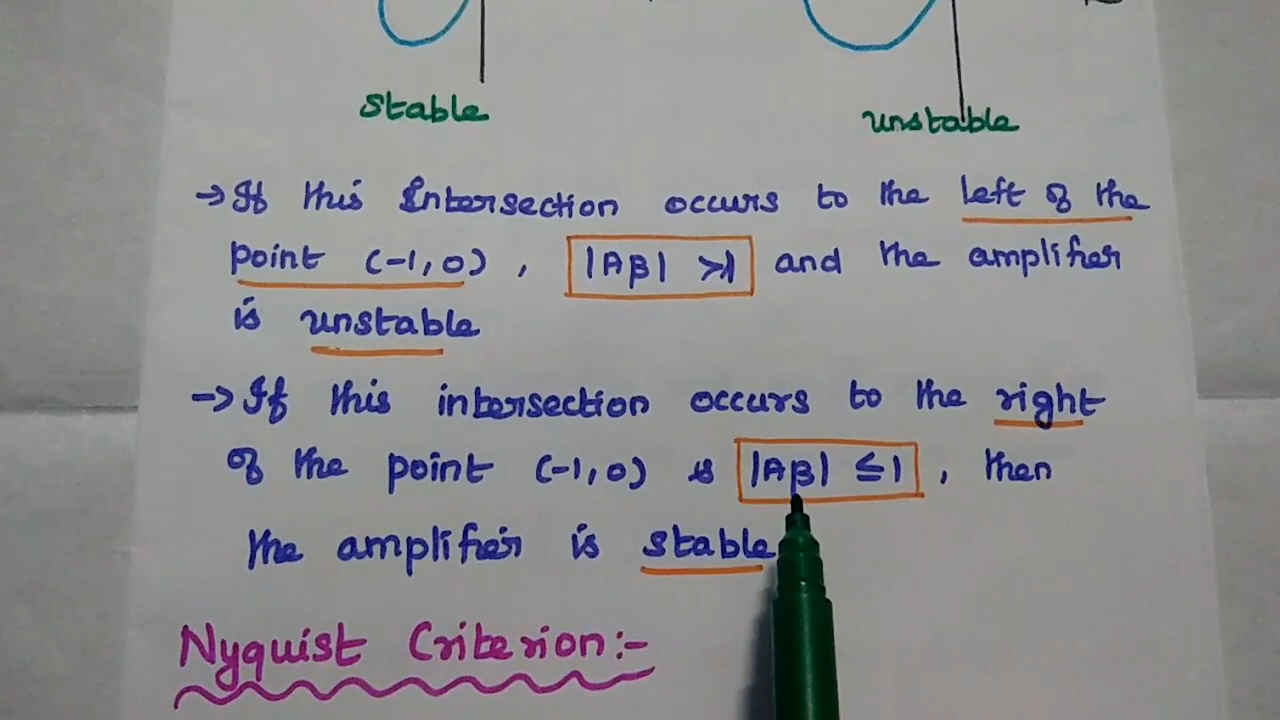 Stable
unstable
→ If this Intersection occurs to the left of the
point (-1,0), |Aβ| >1 and the amplifier
is unstable
→ If this intersection occurs to the right
of the point (-1,0) is |Aβ| ≤ 1, then
the amplifier is stable
Nyquist Criterion:-